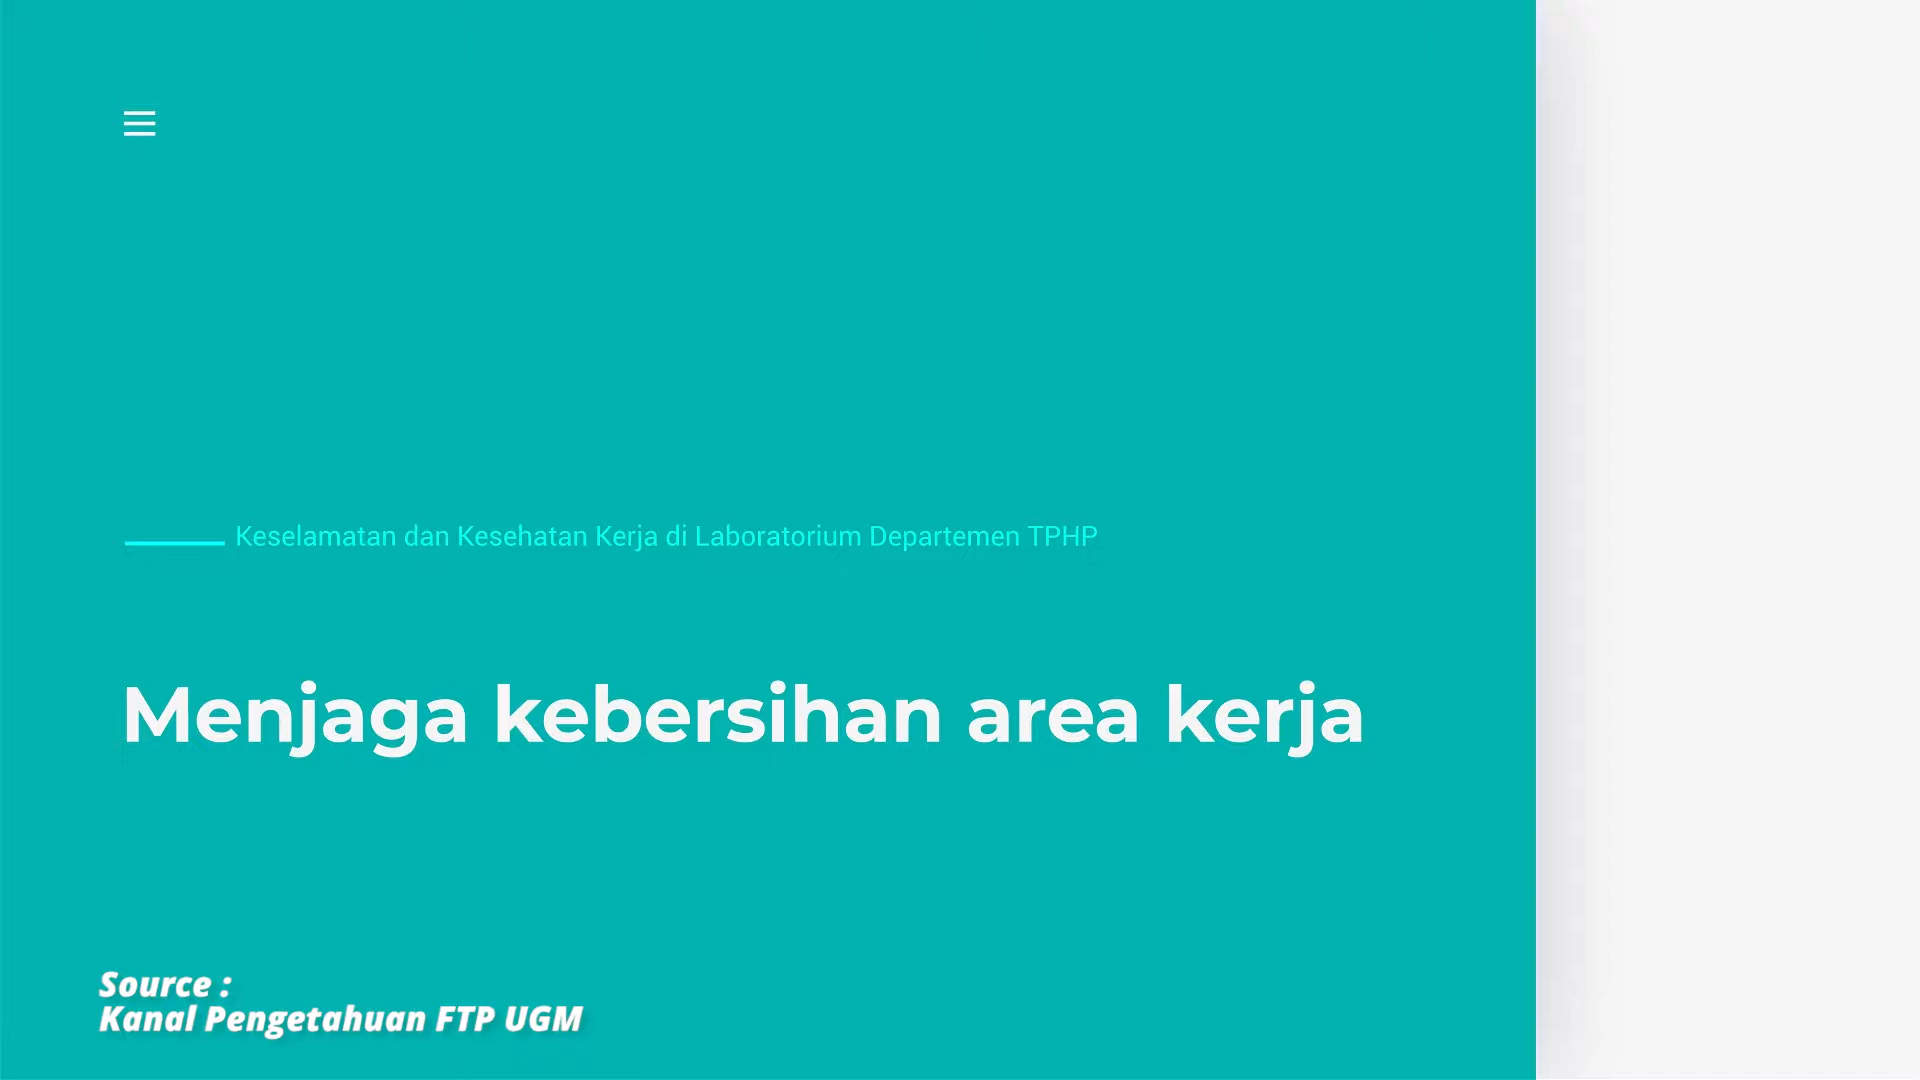 Keselamatan dan Kesehatan Kerja di Laboratorium Departemen TPHP
Menjaga kebersihan area kerja
Source :
Kanal Pengetahuan FTP UGM